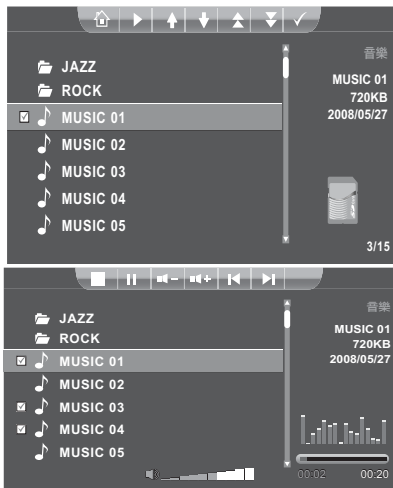 音樂
JAZZ
ROCK
MUSIC 01
MUSIC 02
MUSIC 03
MUSIC 04
MUSIC 05
MUSIC 01
720KB
2008/05/27
3/15
音樂
JAZZ
ROCK
MUSIC 01
MUSIC 02
MUSIC 03
MUSIC 04
MUSIC 05
MUSIC 01
720KB
2008/05/27
00:02
00:20